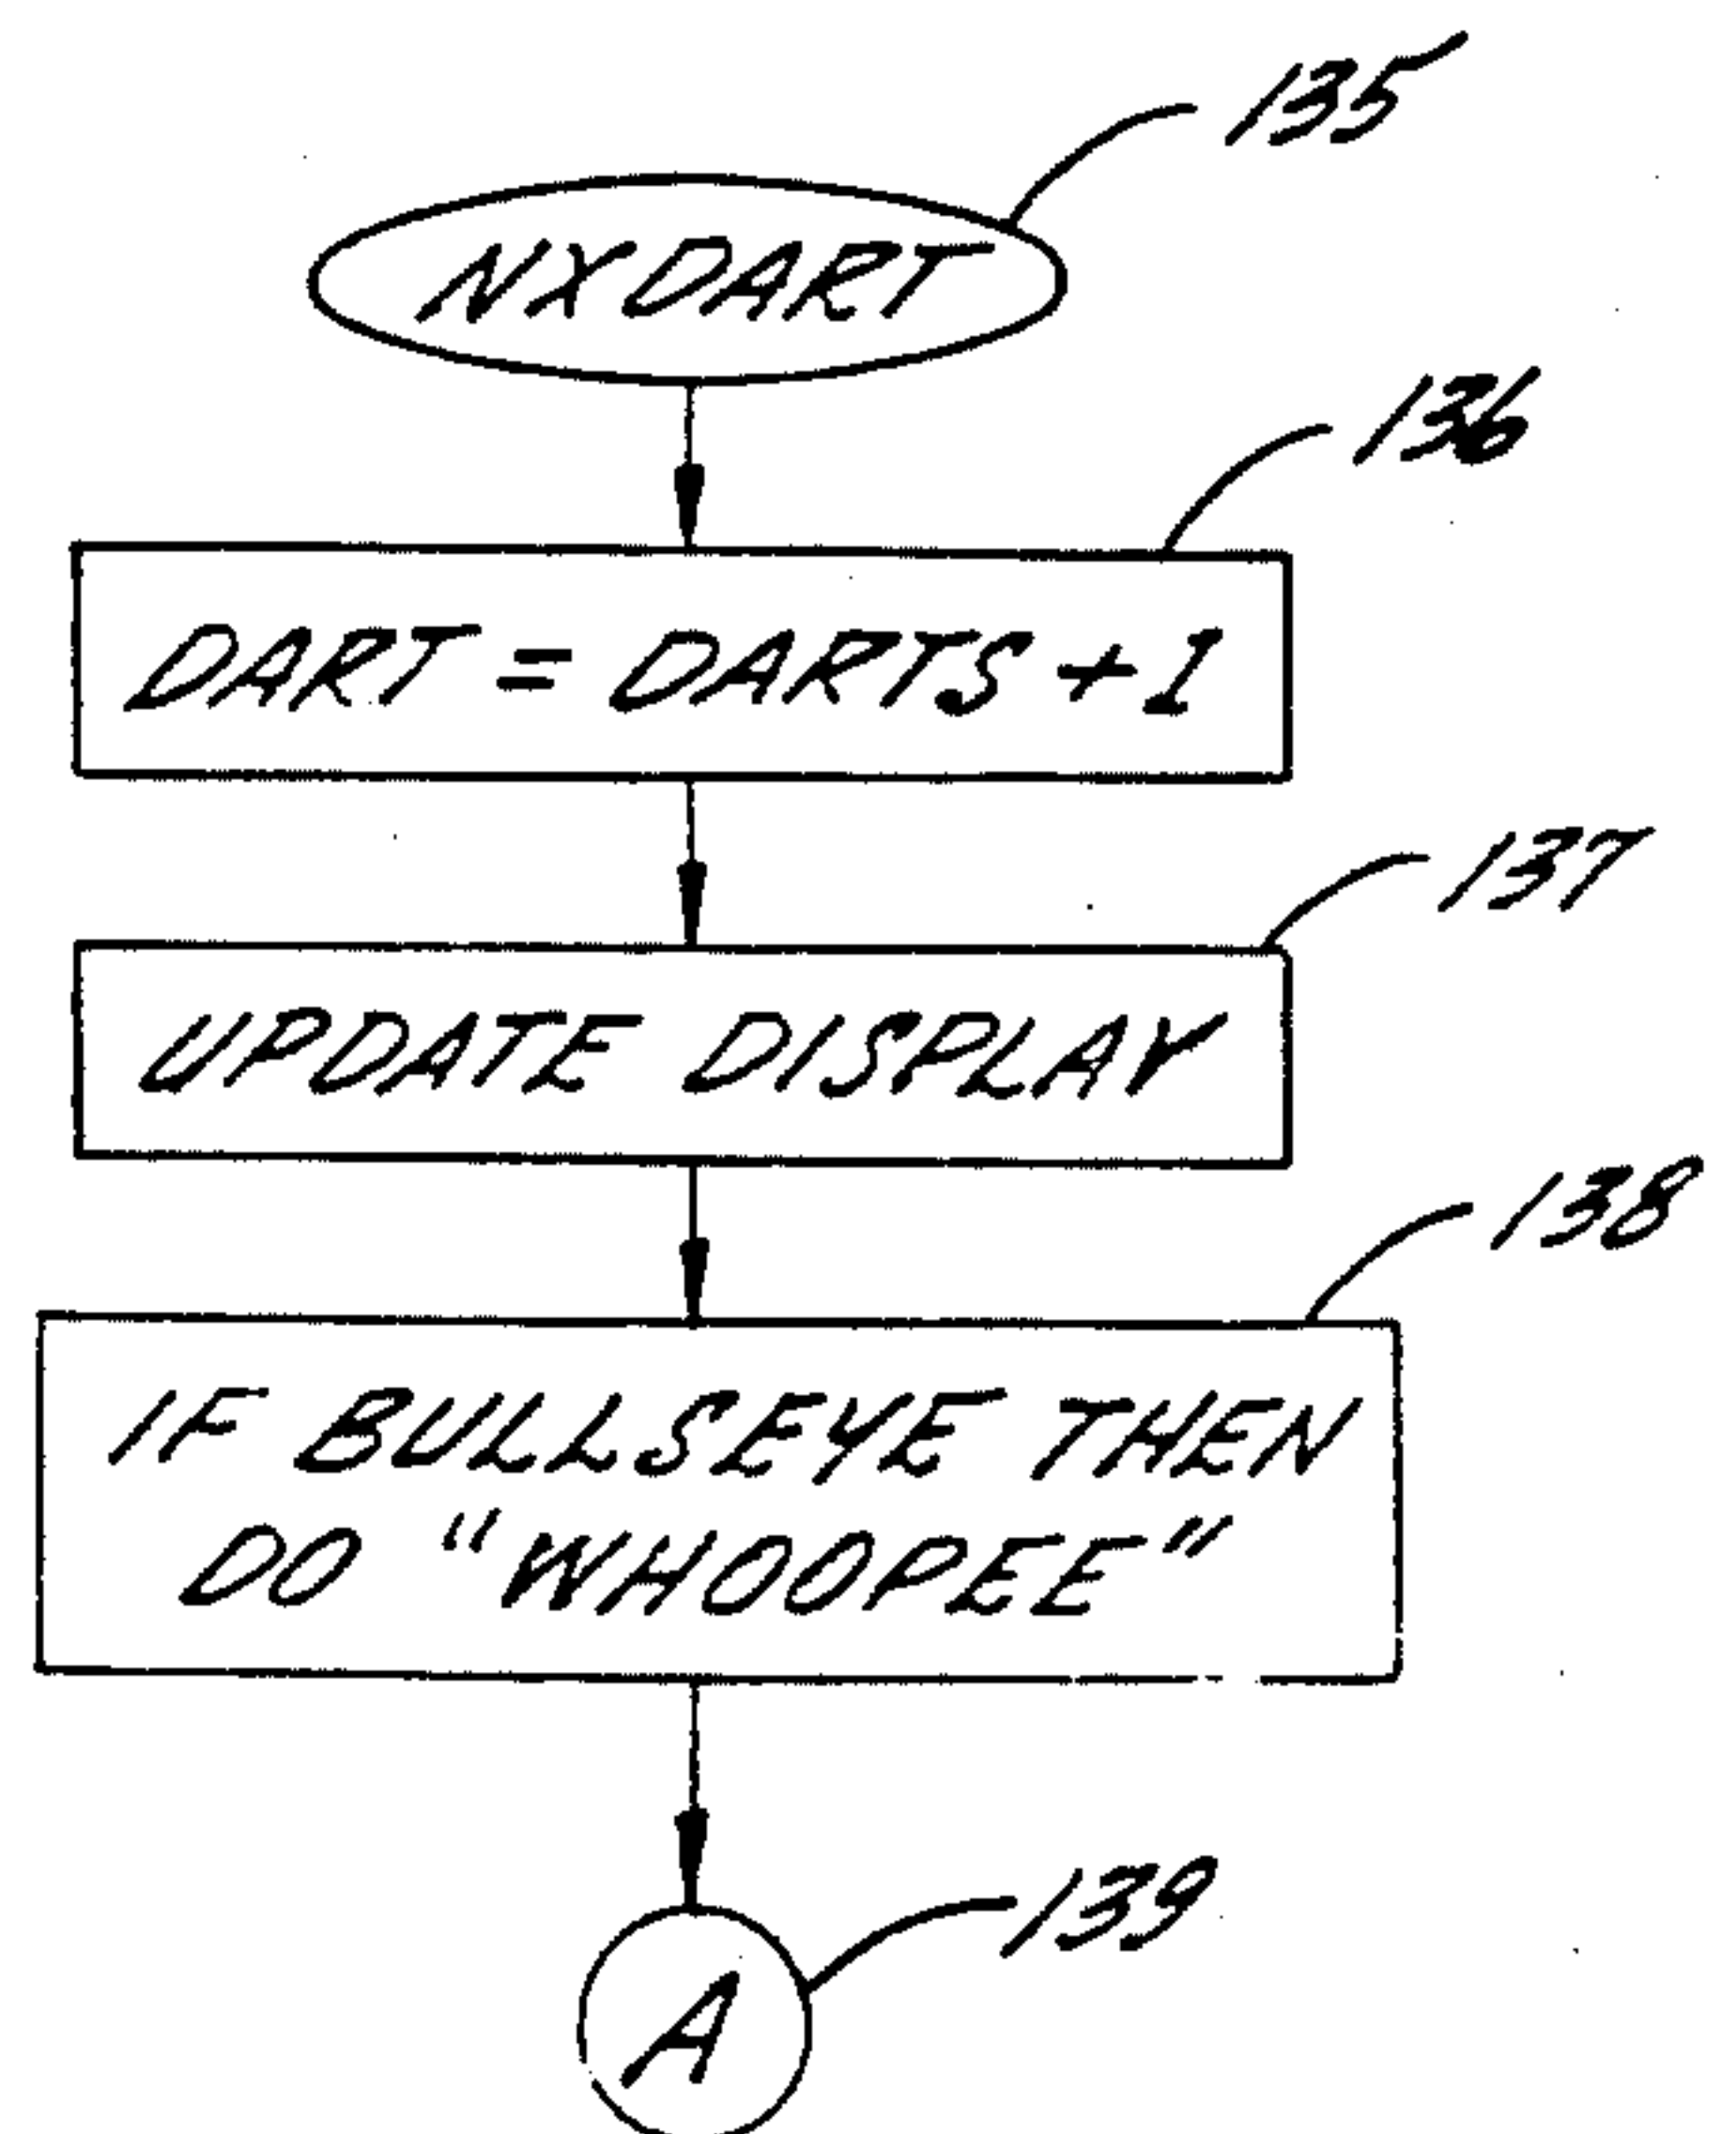 135
NXDART
136
DART = DARTS + 1
137
UPDATE DISPLAY
138
IF BULLSEYE THEN
DO "WHOOPEE"
139
A